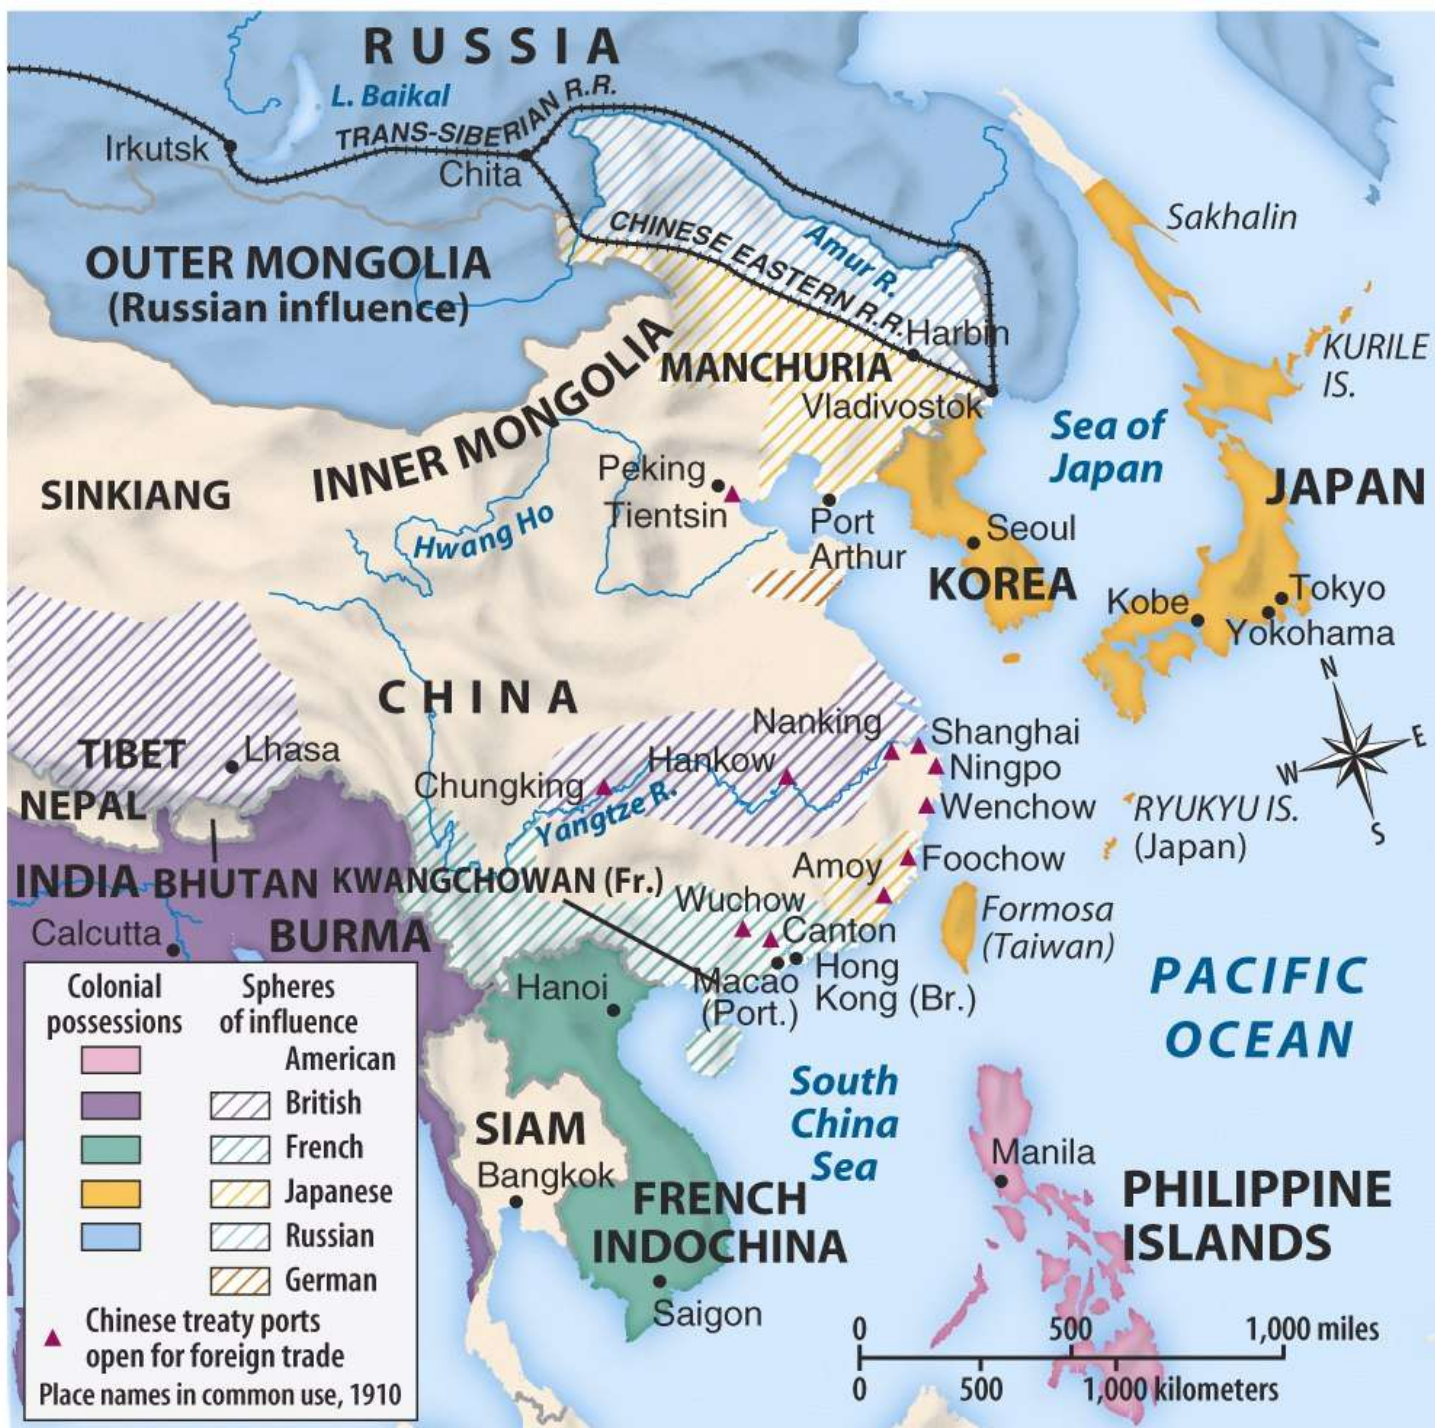 RUSSIA
L. Baikal
TRANS-SIBERIAN R.R.
Irkutsk
Chita
Sakhalin
CHINESE EASTERN R.R.
Amur R.
OUTER MONGOLIA
(Russian influence)
Harbin
KURILE
IS.
MANCHURIA
Vladivostok
INNER MONGOLIA
Sea of
Japan
SINKIANG
Peking
Tientsin
JAPAN
Hwang Ho
Port
Arthur
Seoul
KOREA
Kobe
Tokyo
Yokohama
N
E
W
S
CHINA
Nanking
Shanghai
TIBET
Lhasa
Hankow
Ningpo
Chungking
NEPAL
Yangtze R.
Wenchow
RYUKYU IS.
(Japan)
INDIA
BHUTAN
KWANGCHOWAN (Fr.)
Amoy
Foochow
Wuchow
Formosa
(Taiwan)
Calcutta
BURMA
Canton
Macao
(Port.)
Hong
Kong (Br.)
Hanoi
PACIFIC
OCEAN
South
China
Sea
SIAM
Bangkok
Manila
FRENCH
INDOCHINA
PHILIPPINE
ISLANDS
Saigon
Colonial
possessions
Spheres
of influence
American
British
French
Japanese
Russian
German
Chinese treaty ports
open for foreign trade
Place names in common use, 1910
0 500 1,000 miles
0 500 1,000 kilometers